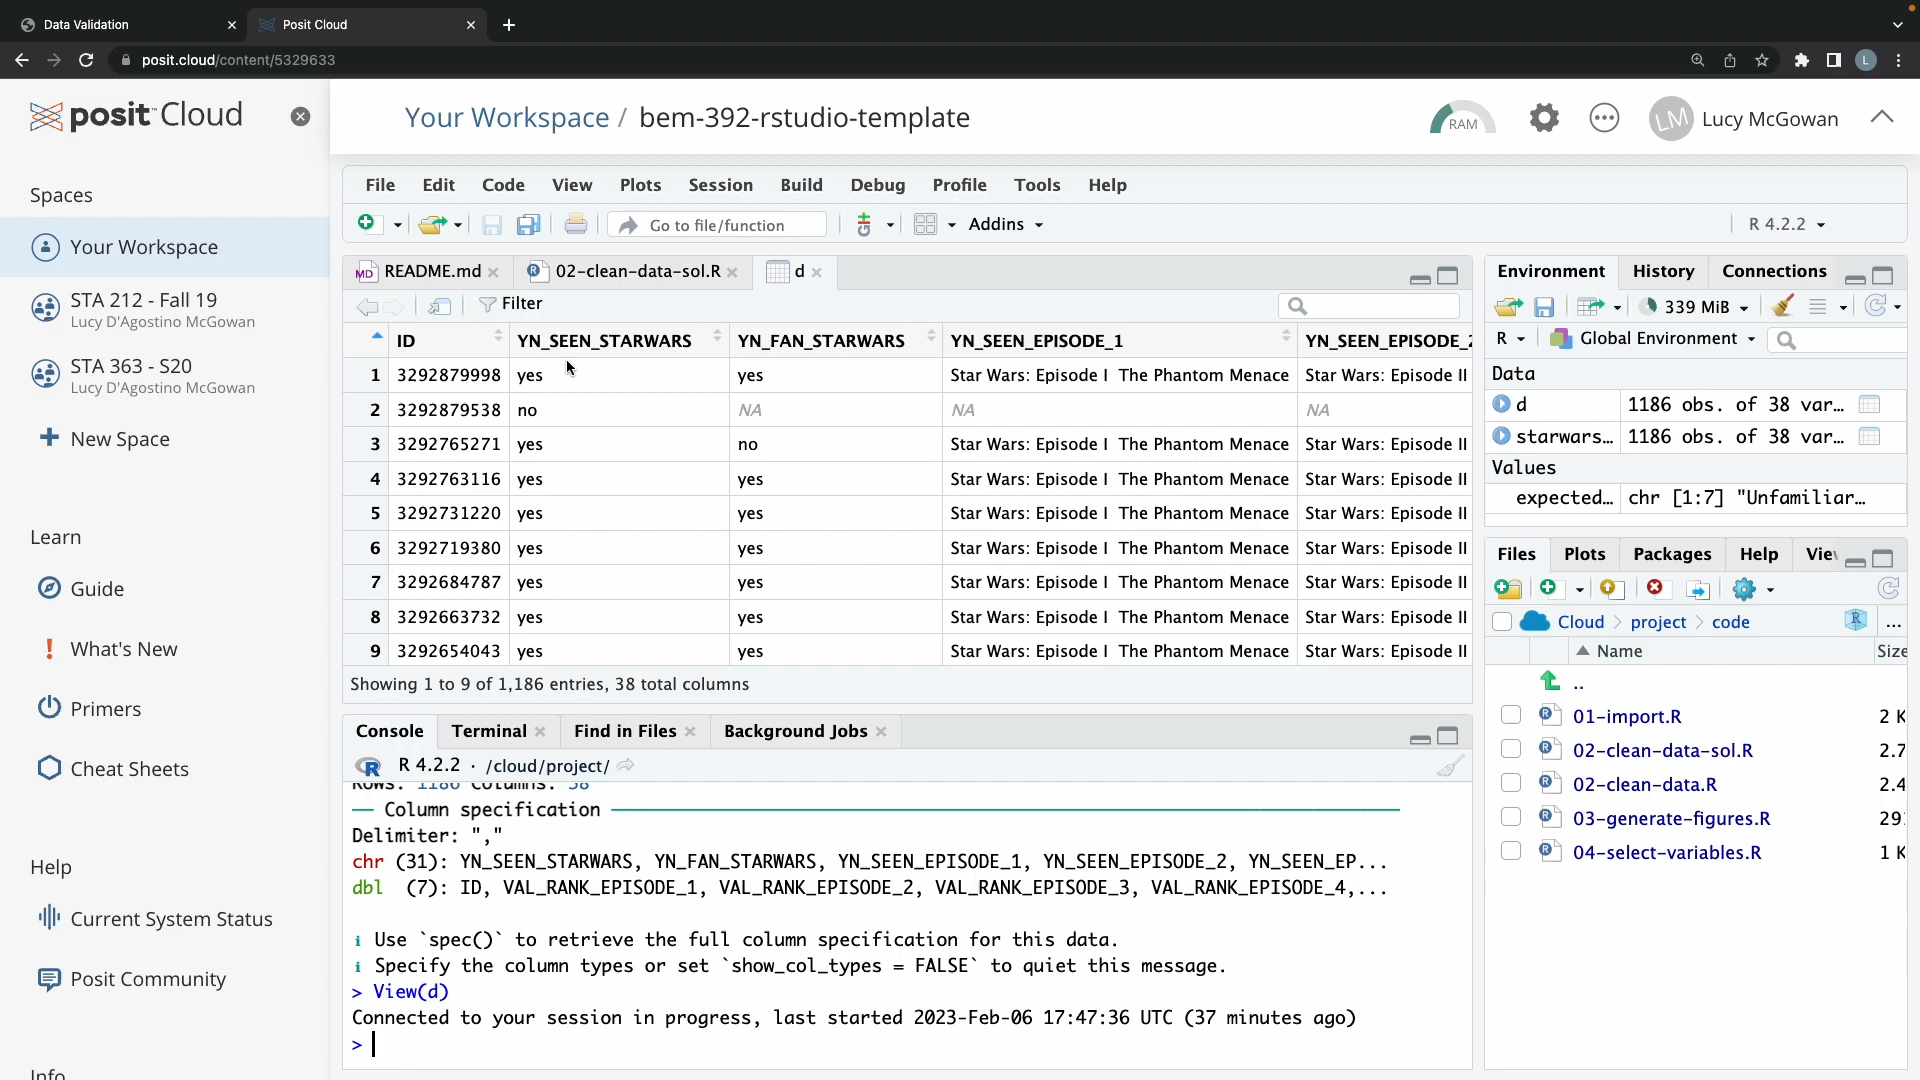 Data Validation
Posit Cloud
posit.cloud/content/5329633
L
posit Cloud
Your Workspace / bem-392-rstudio-template
RAM
LM Lucy McGowan
Spaces
Your Workspace
STA 212 - Fall 19
Lucy D'Agostino McGowan
STA 363 - S20
Lucy D'Agostino McGowan
New Space
Learn
Guide
What's New
Primers
Cheat Sheets
Help
Current System Status
Posit Community
Info
File Edit Code View Plots Session Build Debug Profile Tools Help
Go to file/function Addins R 4.2.2
README.md 02-clean-data-sol.R d
Filter
ID YN_SEEN_STARWARS YN_FAN_STARWARS YN_SEEN_EPISODE_1 YN_SEEN_EPISODE_2
1 3292879998 yes yes Star Wars: Episode I The Phantom Menace Star Wars: Episode II
2 3292879538 no NA NA NA
3 3292765271 yes no Star Wars: Episode I The Phantom Menace Star Wars: Episode II
4 3292763116 yes yes Star Wars: Episode I The Phantom Menace Star Wars: Episode II
5 3292731220 yes yes Star Wars: Episode I The Phantom Menace Star Wars: Episode II
6 3292719380 yes yes Star Wars: Episode I The Phantom Menace Star Wars: Episode II
7 3292684787 yes yes Star Wars: Episode I The Phantom Menace Star Wars: Episode II
8 3292663732 yes yes Star Wars: Episode I The Phantom Menace Star Wars: Episode II
9 3292654043 yes yes Star Wars: Episode I The Phantom Menace Star Wars: Episode II
Showing 1 to 9 of 1,186 entries, 38 total columns
Console Terminal Find in Files Background Jobs
R 4.2.2 · /cloud/project/
Rows: 1186 Columns: 38
── Column specification ──
Delimiter: ","
chr (31): YN_SEEN_STARWARS, YN_FAN_STARWARS, YN_SEEN_EPISODE_1, YN_SEEN_EPISODE_2, YN_SEEN_EP...
dbl (7): ID, VAL_RANK_EPISODE_1, VAL_RANK_EPISODE_2, VAL_RANK_EPISODE_3, VAL_RANK_EPISODE_4,...
i Use `spec()` to retrieve the full column specification for this data.
i Specify the column types or set `show_col_types = FALSE` to quiet this message.
> View(d)
Connected to your session in progress, last started 2023-Feb-06 17:47:36 UTC (37 minutes ago)
>
Environment History Connections
339 MiB
R Global Environment
Data
d 1186 obs. of 38 var...
starwars... 1186 obs. of 38 var...
Values
expected... chr [1:7] "Unfamiliar...
Files Plots Packages Help View
Cloud project code ...
Name Size
..
01-import.R 2 K
02-clean-data-sol.R 2.7
02-clean-data.R 2.4
03-generate-figures.R 29
04-select-variables.R 1 K